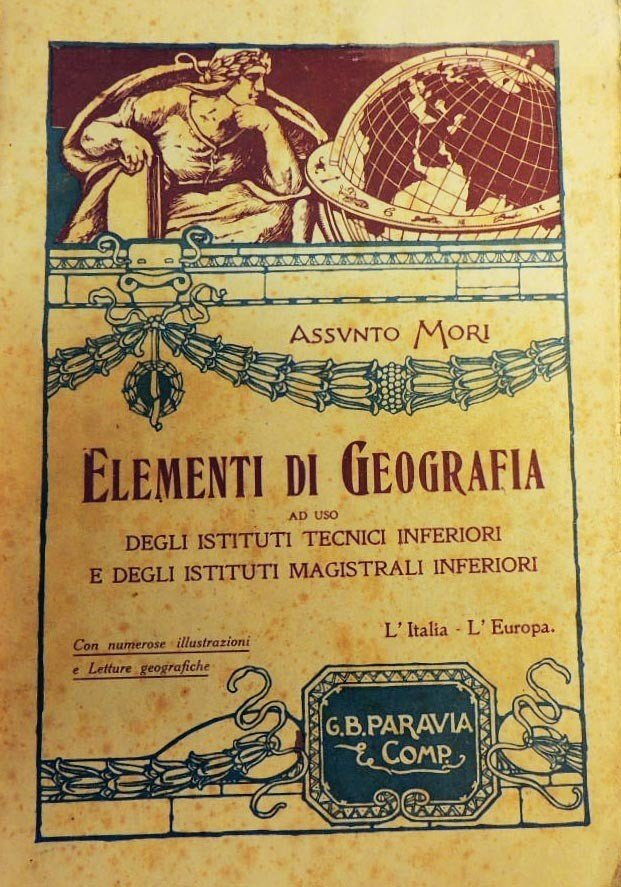 ASSVNTO MORI
ELEMENTI DI GEOGRAFIA
AD USO
DEGLI ISTITUTI TECNICI INFERIORI
E DEGLI ISTITUTI MAGISTRALI INFERIORI
L' Italia - L' Europa.
Con numerose illustrazioni
e Letture geografiche
G. B. PARAVIA
E COMP.